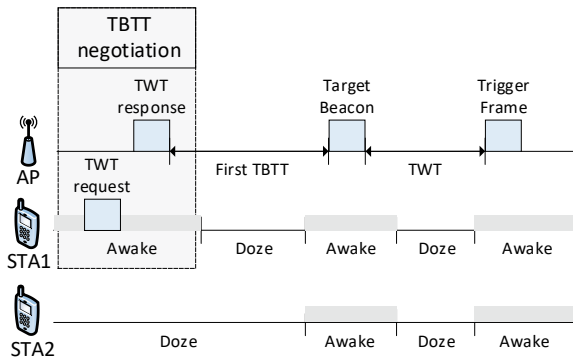 TBTT
negotiation
TWT
response
Target
Beacon
Trigger
Frame
AP
First TBTT
TWT
TWT
request
STA1
Awake
Doze
Awake
Doze
Awake
STA2
Doze
Awake
Doze
Awake